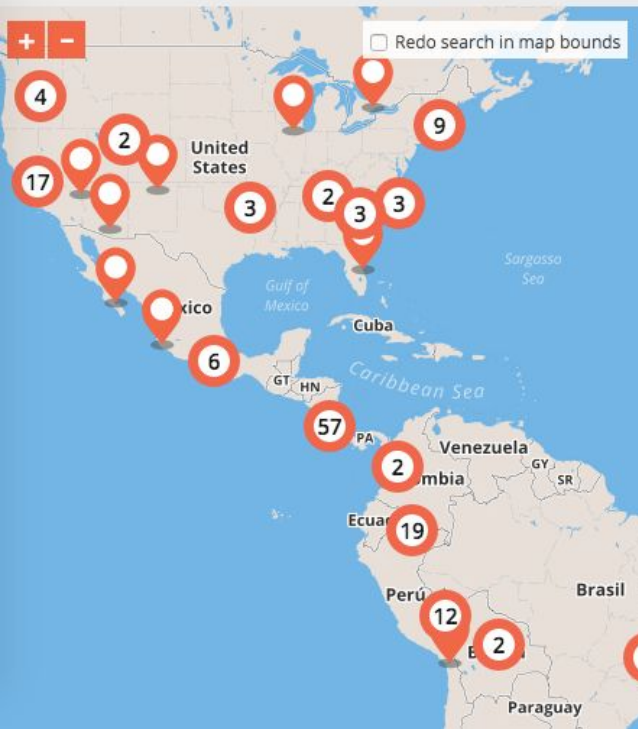 + −
Redo search in map bounds
4
9
2
United
States
17
2
3
3
3
Sargasso
Sea
Gulf of
Mexico
xico
Cuba
6
GT
HN
Caribbean Sea
57
PA
Venezuela
2
mbia
GY
SR
Ecua
19
Perú
Brasil
12
B
2
Paraguay